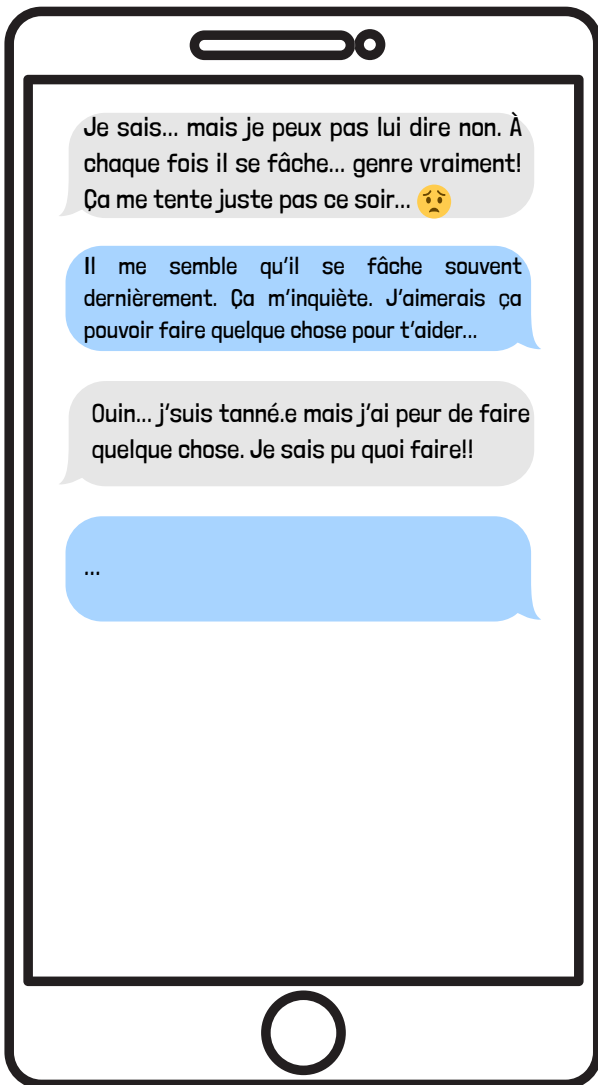 Je sais... mais je peux pas lui dire non. À
chaque fois il se fâche... genre vraiment!
Ça me tente juste pas ce soir... 😟
Il me semble qu'il se fâche souvent
dernièrement. Ça m'inquiète. J'aimerais ça
pouvoir faire quelque chose pour t'aider...
Ouin... j'suis tanné.e mais j'ai peur de faire
quelque chose. Je sais pu quoi faire!!
...